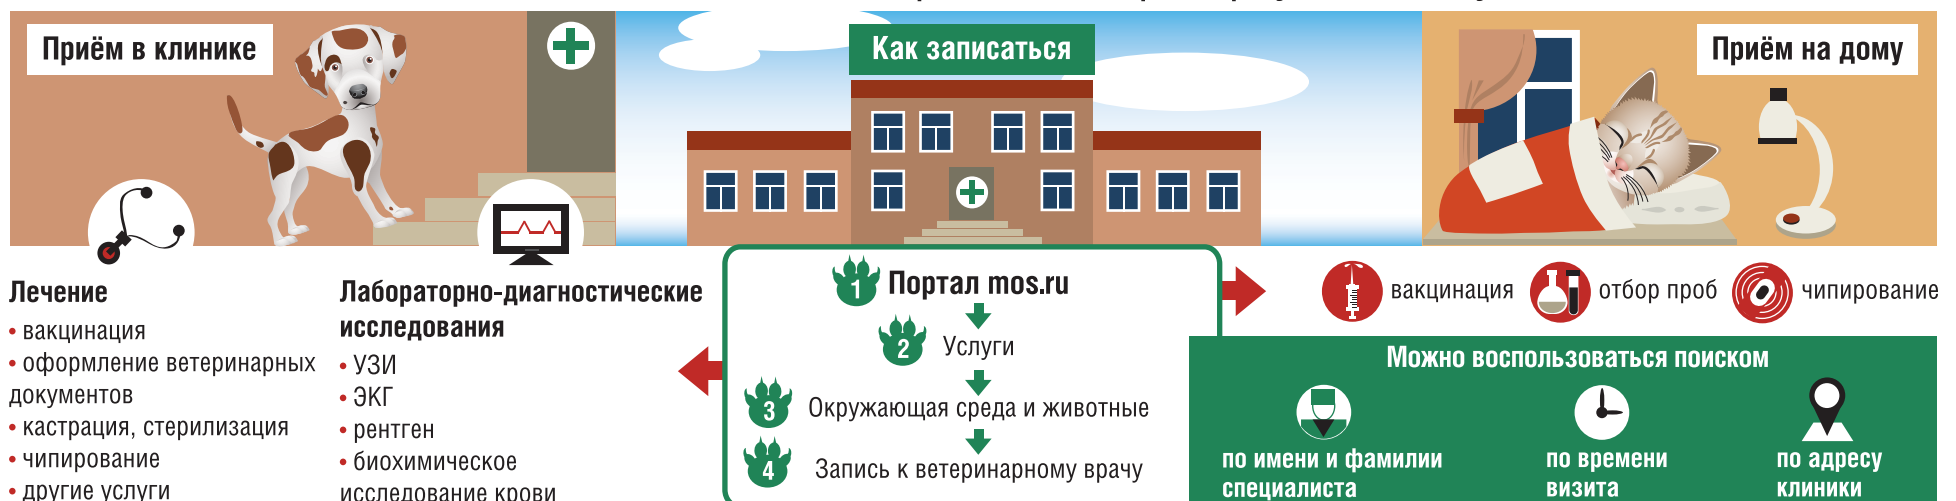 Приём в клинике
Как записаться
Приём на дому
Лечение
• вакцинация
• оформление ветеринарных
документов
• кастрация, стерилизация
• чипирование
• другие услуги
Лабораторно-диагностические
исследования
• УЗИ
• ЭКГ
• рентген
• биохимическое
исследование крови
1 Портал mos.ru
2 Услуги
3 Окружающая среда и животные
4 Запись к ветеринарному врачу
вакцинация
отбор проб
чипирование
Можно воспользоваться поиском
по имени и фамилии
специалиста
по времени
визита
по адресу
клиники